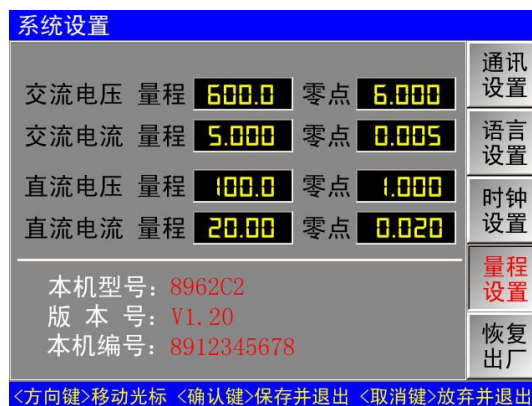 系统设置
交流电压 量程 600.0 零点 6.000
交流电流 量程 5.000 零点 0.005
直流电压 量程 100.0 零点 1.000
直流电流 量程 20.00 零点 0.020
本机型号：8962C2
版 本 号：V1.20
本机编号：8912345678
通讯
设置
语言
设置
时钟
设置
量程
设置
恢复
出厂
<方向键>移动光标 <确认键>保存并退出 <取消键>放弃并退出